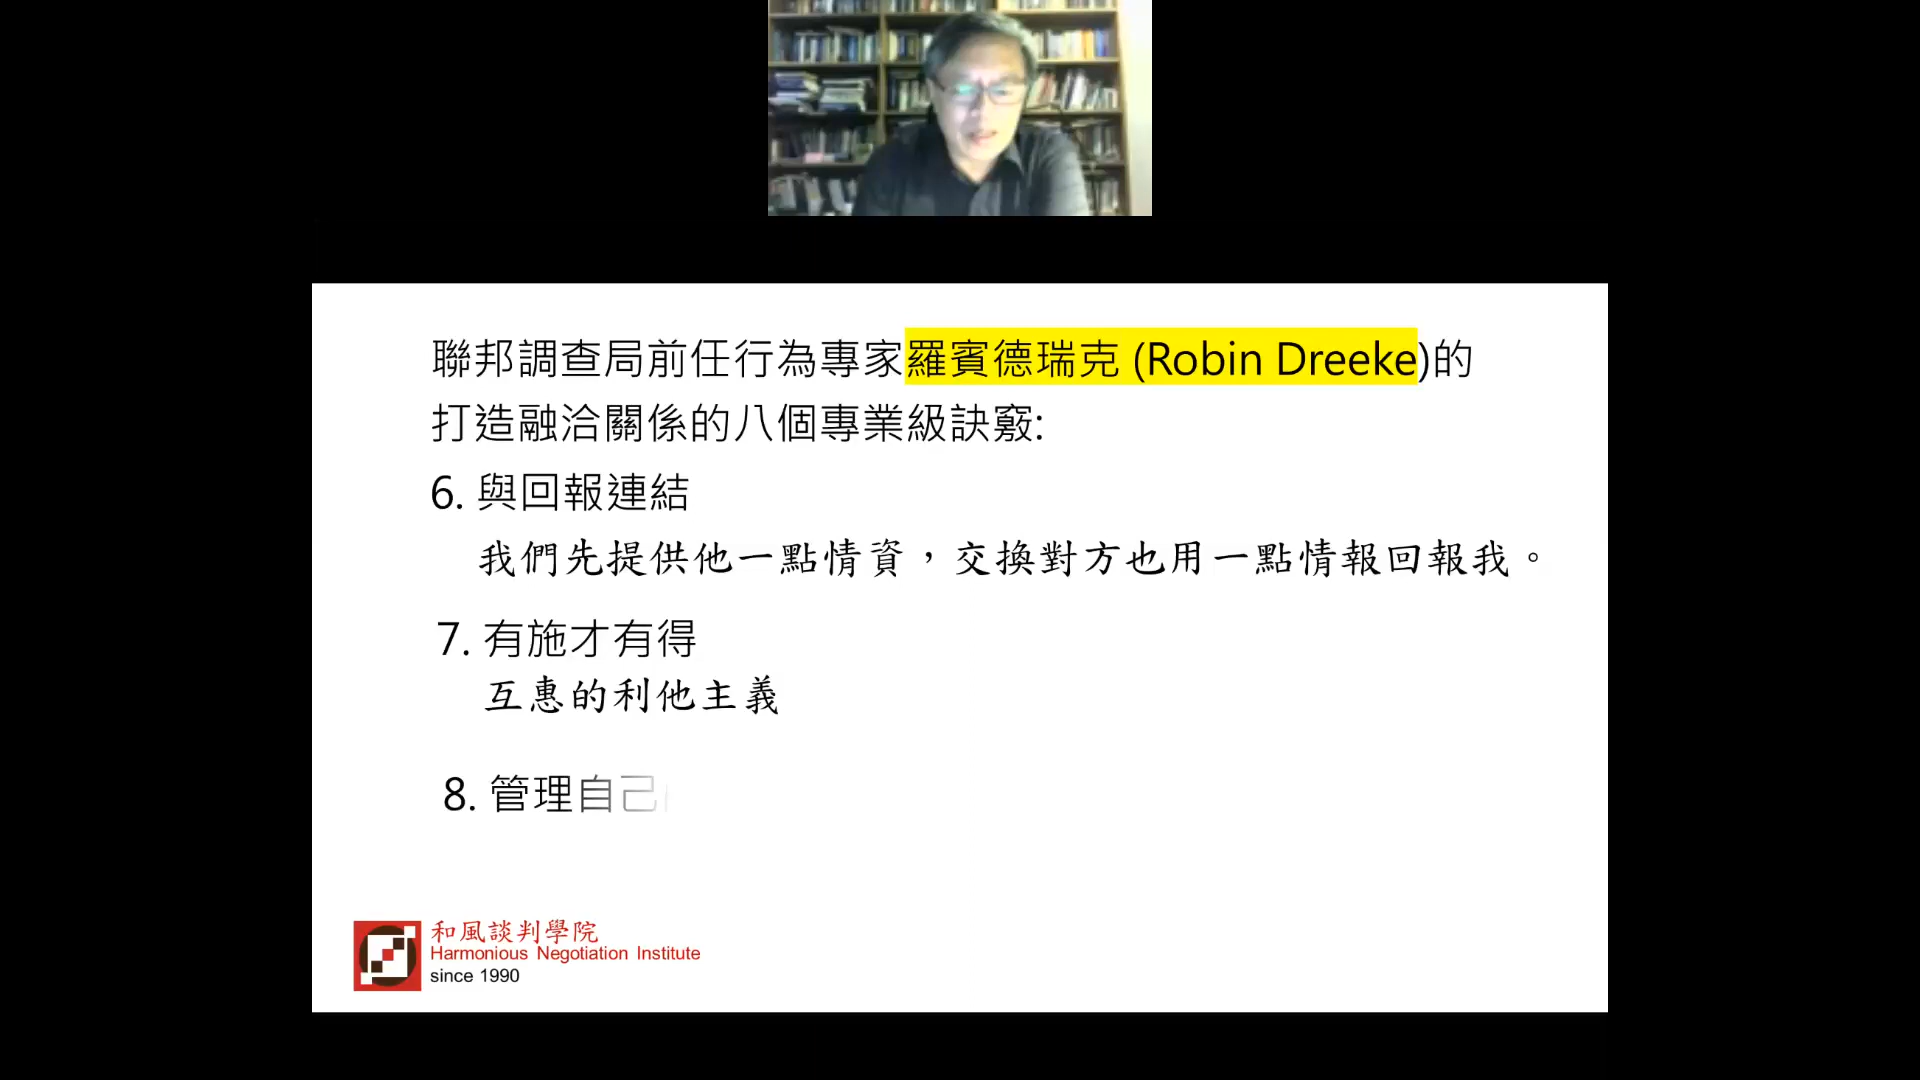 聯邦調查局前任行為專家羅賓德瑞克 (Robin Dreeke)的
打造融洽關係的八個專業級訣竅:
6. 與回報連結
我們先提供他一點情資，交換對方也用一點情報回報我。
7. 有施才有得
互惠的利他主義
8. 管理自己
和風談判學院
Harmonious Negotiation Institute
since 1990